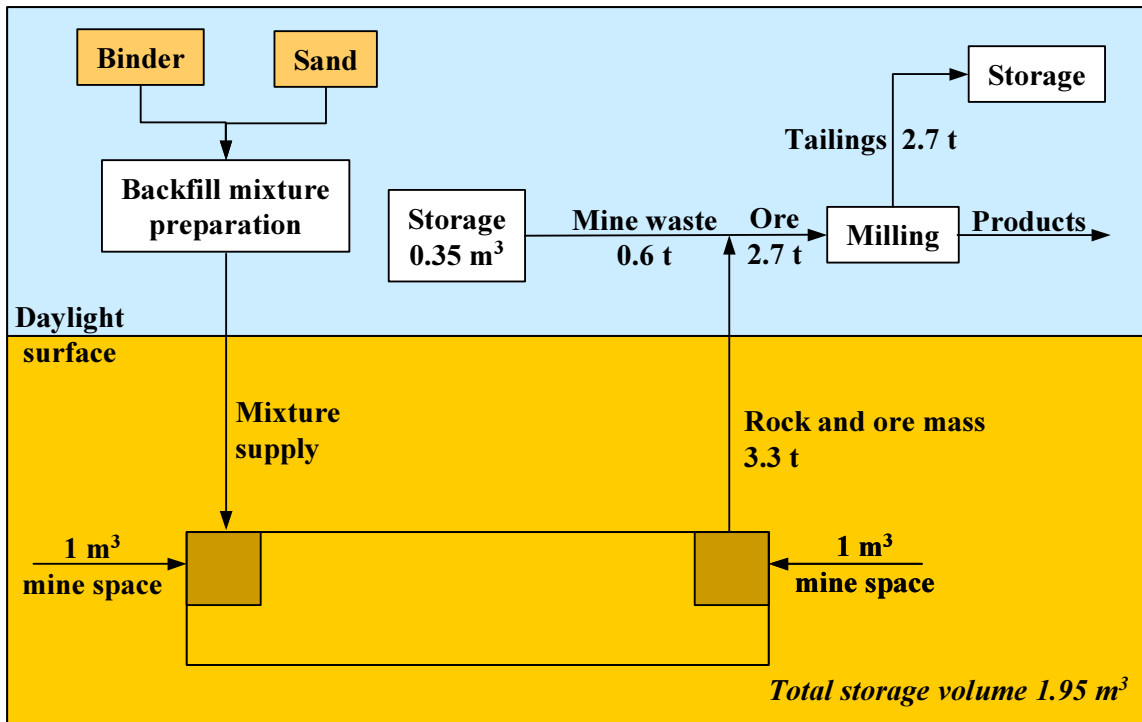 Binder
Sand
Storage
Tailings 2.7 t
Backfill mixture
preparation
Storage
0.35 m³
Mine waste
0.6 t
Ore
2.7 t
Milling
Products
Daylight
surface
Mixture
supply
Rock and ore mass
3.3 t
1 m³
mine space
1 m³
mine space
Total storage volume 1.95 m³